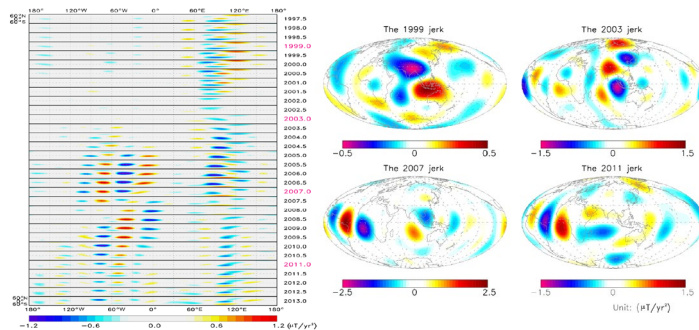 180° 120°W 60°W 0° 60°E 120°E 180°
60°N
60°S
1997.5
1998.0
1998.5
1999.0
1999.5
2000.0
2000.5
2001.0
2001.5
2002.0
2002.5
2003.0
2003.5
2004.0
2004.5
2005.0
2005.5
2006.0
2006.5
2007.0
2007.5
2008.0
2008.5
2009.0
2009.5
2010.0
2010.5
2011.0
2011.5
2012.0
2012.5
2013.0
60°N
60°S
180° 120°W 60°W 0° 60°E 120°E 180°
−1.2 −0.6 0.0 0.6 1.2 (μT/yr³)
The 1999 jerk
−0.5 0 0.5
The 2003 jerk
−1.5 0 1.5
The 2007 jerk
−2.5 0 2.5
The 2011 jerk
−1.5 0 1.5
Unit: (μT/yr³)